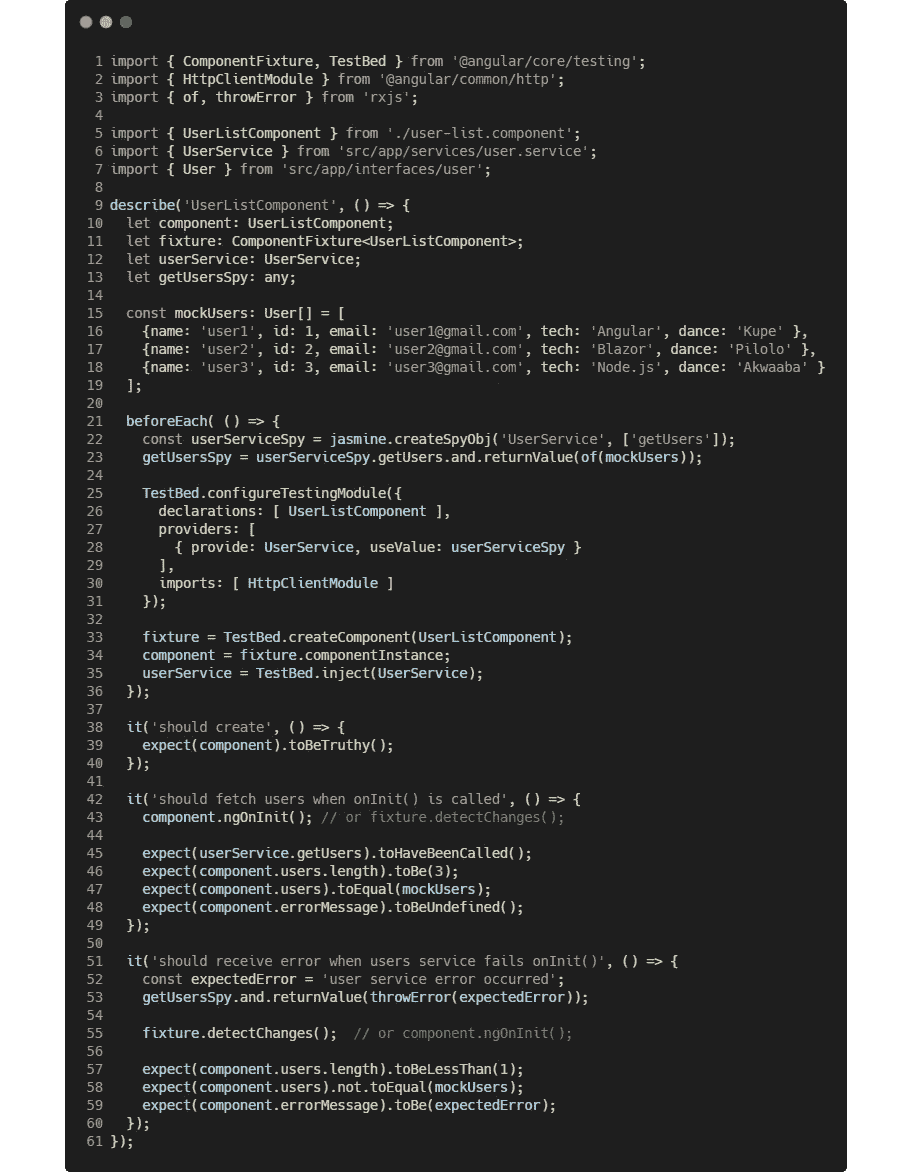 1 import { ComponentFixture, TestBed } from '@angular/core/testing';
2 import { HttpClientModule } from '@angular/common/http';
3 import { of, throwError } from 'rxjs';
4
5 import { UserListComponent } from './user-list.component';
6 import { UserService } from 'src/app/services/user.service';
7 import { User } from 'src/app/interfaces/user';
8
9 describe('UserListComponent', () => {
10   let component: UserListComponent;
11   let fixture: ComponentFixture<UserListComponent>;
12   let userService: UserService;
13   let getUsersSpy: any;
14
15   const mockUsers: User[] = [
16     {name: 'user1', id: 1, email: 'user1@gmail.com', tech: 'Angular', dance: 'Kupe' },
17     {name: 'user2', id: 2, email: 'user2@gmail.com', tech: 'Blazor', dance: 'Pilolo' },
18     {name: 'user3', id: 3, email: 'user3@gmail.com', tech: 'Node.js', dance: 'Akwaaba' }
19   ];
20
21   beforeEach( () => {
22     const userServiceSpy = jasmine.createSpyObj('UserService', ['getUsers']);
23     getUsersSpy = userServiceSpy.getUsers.and.returnValue(of(mockUsers));
24
25     TestBed.configureTestingModule({
26       declarations: [ UserListComponent ],
27       providers: [
28         { provide: UserService, useValue: userServiceSpy }
29       ],
30       imports: [ HttpClientModule ]
31     });
32
33     fixture = TestBed.createComponent(UserListComponent);
34     component = fixture.componentInstance;
35     userService = TestBed.inject(UserService);
36   });
37
38   it('should create', () => {
39     expect(component).toBeTruthy();
40   });
41
42   it('should fetch users when onInit() is called', () => {
43     component.ngOnInit(); // or fixture.detectChanges();
44
45     expect(userService.getUsers).toHaveBeenCalled();
46     expect(component.users.length).toBe(3);
47     expect(component.users).toEqual(mockUsers);
48     expect(component.errorMessage).toBeUndefined();
49   });
50
51   it('should receive error when users service fails onInit()', () => {
52     const expectedError = 'user service error occurred';
53     getUsersSpy.and.returnValue(throwError(expectedError));
54
55     fixture.detectChanges();  // or component.ngOnInit();
56
57     expect(component.users.length).toBeLessThan(1);
58     expect(component.users).not.toEqual(mockUsers);
59     expect(component.errorMessage).toBe(expectedError);
60   });
61 });